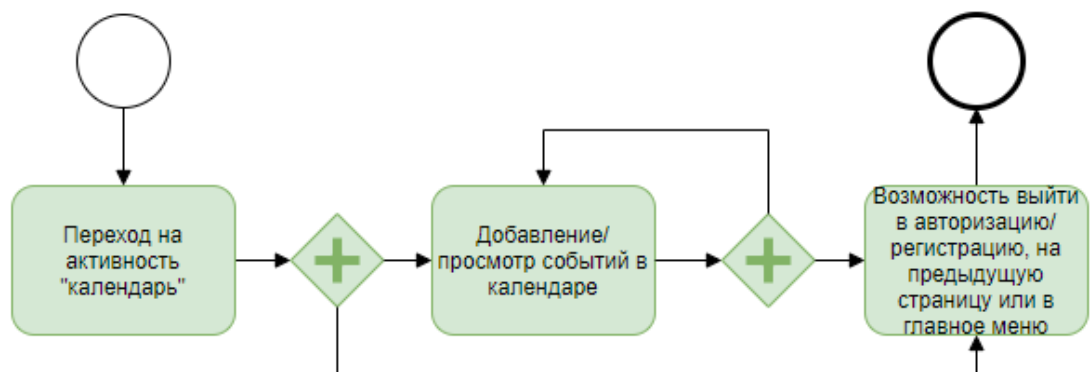 Переход на
активность
"календарь"
Добавление/
просмотр событий в
календаре
Возможность выйти
в авторизацию/
регистрацию, на
предыдущую
страницу или в
главное меню